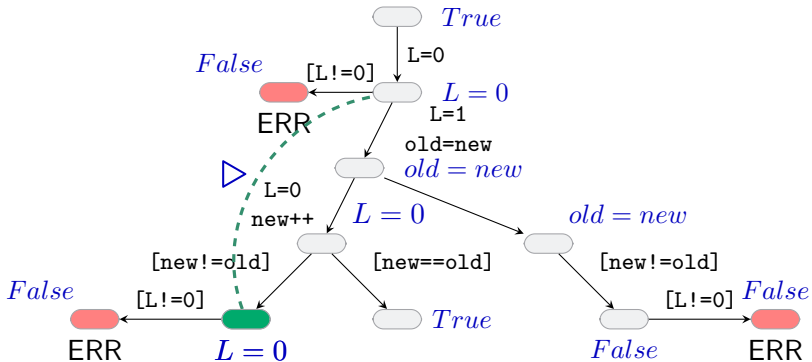 True
L=0
False
[L!=0]
L = 0
ERR
L=1
old=new
old = new
L=0
new++
L = 0
old = new
[new!=old]
[new==old]
[new!=old]
False
[L!=0]
True
[L!=0]
False
ERR
L = 0
False
ERR